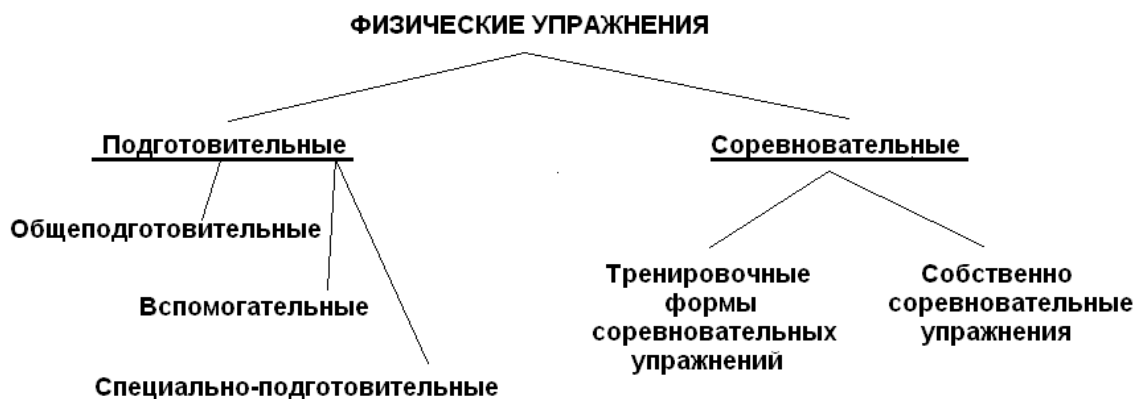 ФИЗИЧЕСКИЕ УПРАЖНЕНИЯ
Подготовительные
Соревновательные
Общеподготовительные
Вспомогательные
Специально-подготовительные
Тренировочные
формы
соревновательных
упражнений
Собственно
соревновательные
упражнения